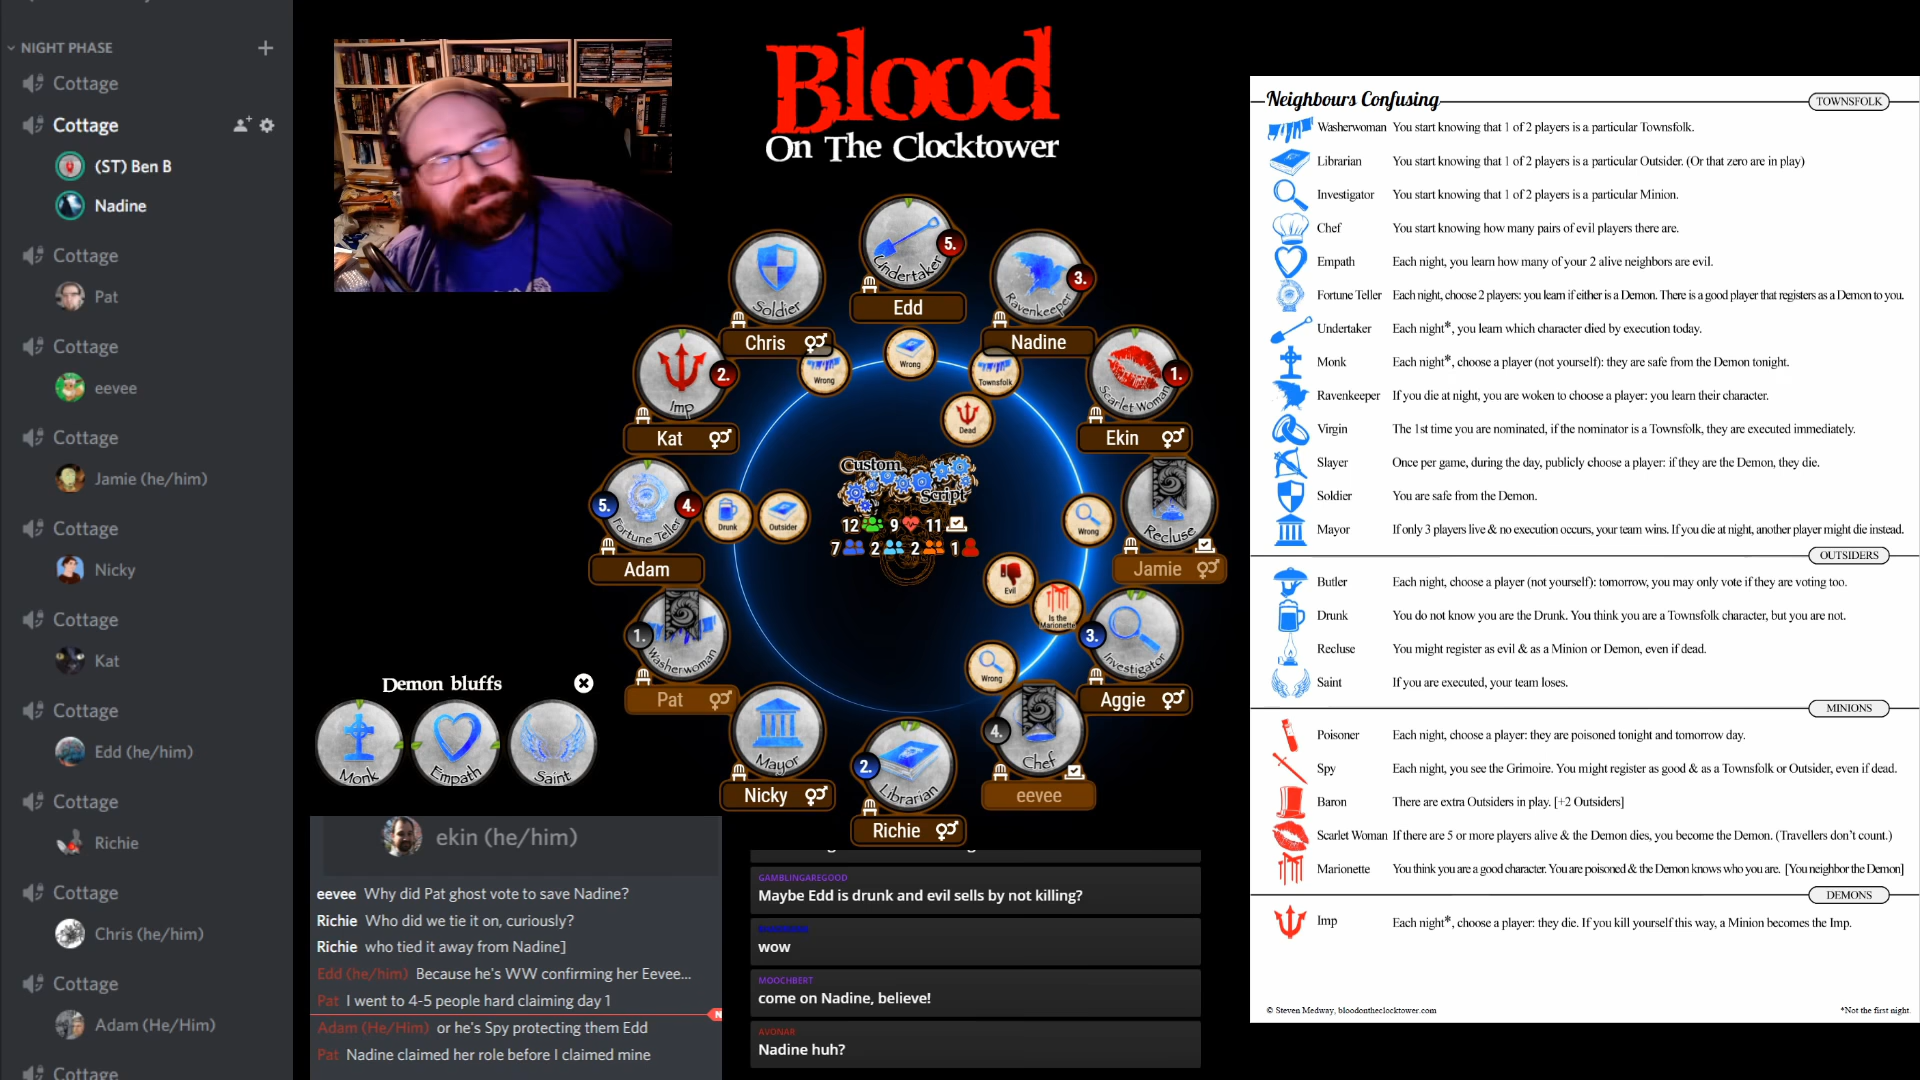 NIGHT PHASE
Cottage
Cottage
(ST) Ben B
Nadine
Cottage
Pat
Cottage
eevee
Cottage
Jamie (he/him)
Cottage
Nicky
Cottage
Kat
Cottage
Edd (he/him)
Cottage
Richie
Cottage
Chris (he/him)
Cottage
Adam (He/Him)
Cottage
Blood
On The Clocktower
Undertaker
5.
Edd
Wrong
Ravenkeeper
3.
Nadine
Townsfolk
Dead
Scarlet Woman
1.
Ekin
Recluse
Jamie
Wrong
Evil
Is the Marionette
Investigator
3.
Aggie
Wrong
Chef
4.
eevee
Librarian
2.
Richie
Mayor
Nicky
Washerwoman
1.
Pat
Fortune Teller
5.
4.
Adam
Drunk
Outsider
Imp
2.
Kat
Soldier
Chris
Wrong
Custom
Script
12 9 11
7 2 2 1
Demon bluffs
Monk
Empath
Saint
ekin (he/him)
eevee Why did Pat ghost vote to save Nadine?
Richie Who did we tie it on, curiously?
Richie who tied it away from Nadine]
Edd (he/him) Because he's WW confirming her Eevee...
Pat I went to 4-5 people hard claiming day 1
Adam (He/Him) or he's Spy protecting them Edd
Pat Nadine claimed her role before I claimed mine
GAMBLINGAREGOOD
Maybe Edd is drunk and evil sells by not killing?
wow
MOOCHBERT
come on Nadine, believe!
AVONAR
Nadine huh?
Neighbours Confusing
TOWNSFOLK
Washerwoman You start knowing that 1 of 2 players is a particular Townsfolk.
Librarian You start knowing that 1 of 2 players is a particular Outsider. (Or that zero are in play)
Investigator You start knowing that 1 of 2 players is a particular Minion.
Chef You start knowing how many pairs of evil players there are.
Empath Each night, you learn how many of your 2 alive neighbors are evil.
Fortune Teller Each night, choose 2 players: you learn if either is a Demon. There is a good player that registers as a Demon to you.
Undertaker Each night*, you learn which character died by execution today.
Monk Each night*, choose a player (not yourself): they are safe from the Demon tonight.
Ravenkeeper If you die at night, you are woken to choose a player: you learn their character.
Virgin The 1st time you are nominated, if the nominator is a Townsfolk, they are executed immediately.
Slayer Once per game, during the day, publicly choose a player: if they are the Demon, they die.
Soldier You are safe from the Demon.
Mayor If only 3 players live & no execution occurs, your team wins. If you die at night, another player might die instead.
OUTSIDERS
Butler Each night, choose a player (not yourself): tomorrow, you may only vote if they are voting too.
Drunk You do not know you are the Drunk. You think you are a Townsfolk character, but you are not.
Recluse You might register as evil & as a Minion or Demon, even if dead.
Saint If you are executed, your team loses.
MINIONS
Poisoner Each night, choose a player: they are poisoned tonight and tomorrow day.
Spy Each night, you see the Grimoire. You might register as good & as a Townsfolk or Outsider, even if dead.
Baron There are extra Outsiders in play. [+2 Outsiders]
Scarlet Woman If there are 5 or more players alive & the Demon dies, you become the Demon. (Travellers don't count.)
Marionette You think you are a good character. You are poisoned & the Demon knows who you are. [You neighbor the Demon]
DEMONS
Imp Each night*, choose a player: they die. If you kill yourself this way, a Minion becomes the Imp.
© Steven Medway, bloodontheclocktower.com
*Not the first night.